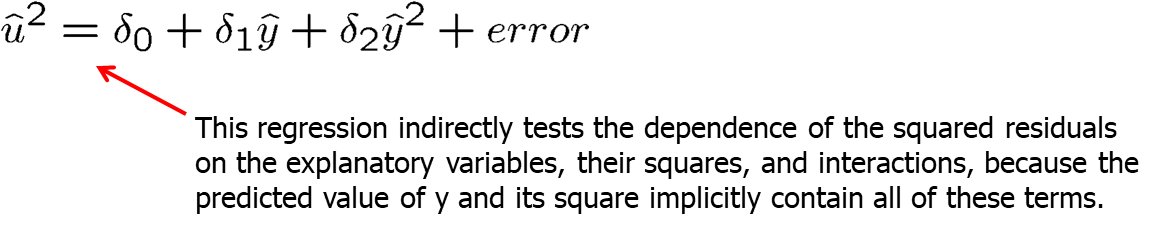 û² = δ₀ + δ₁ŷ + δ₂ŷ² + error
This regression indirectly tests the dependence of the squared residuals
on the explanatory variables, their squares, and interactions, because the
predicted value of y and its square implicitly contain all of these terms.